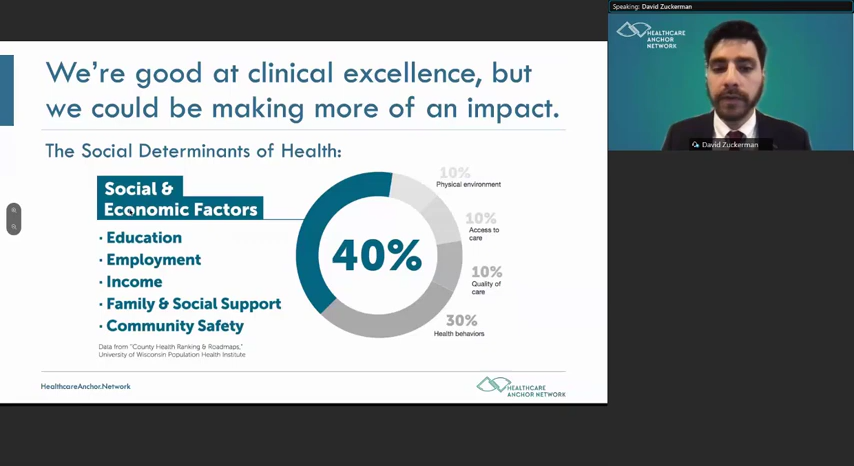 Speaking: David Zuckerman
We're good at clinical excellence, but
we could be making more of an impact.
The Social Determinants of Health:
Social &
Economic Factors
· Education
· Employment
· Income
· Family & Social Support
· Community Safety
Data from "County Health Ranking & Roadmaps,"
University of Wisconsin Population Health Institute
40%
10%
Physical environment
10%
Access to
care
10%
Quality of
care
30%
Health behaviors
HealthcareAnchor.Network
HEALTHCARE
ANCHOR NETWORK
HEALTHCARE
ANCHOR
NETWORK
David Zuckerman